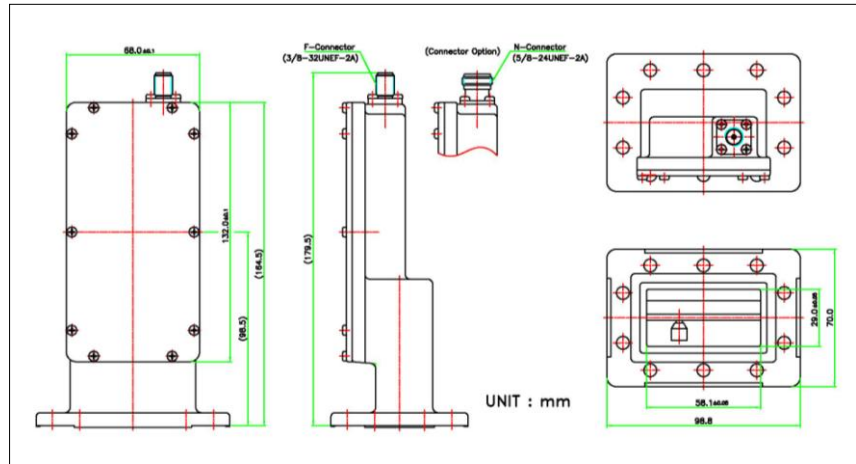 68.0±0.1
F-Connector
(3/8-32UNEF-2A)
(Connector Option)
N-Connector
(5/8-24UNEF-2A)
132.0±0.1
(164.5)
(98.5)
(179.5)
29.0±0.05
70.0
58.1±0.05
98.8
UNIT : mm